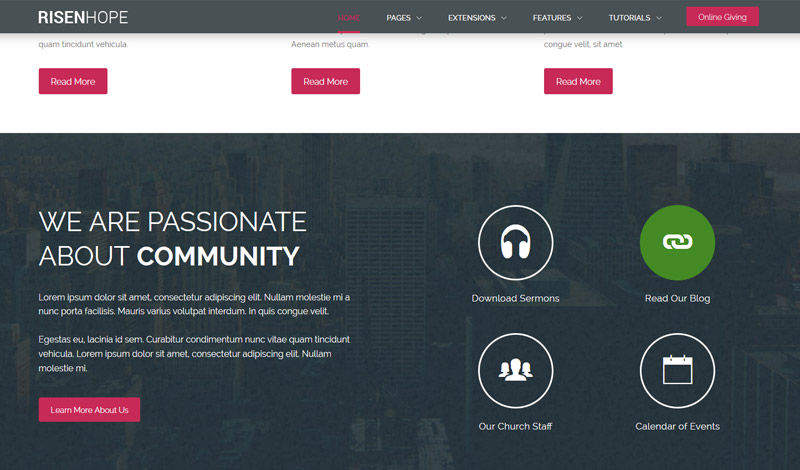 RISENHOPE
HOME PAGES EXTENSIONS FEATURES TUTORIALS Online Giving
quam tincidunt vehicula.
Aenean metus quam.
congue velit, sit amet
Read More
Read More
Read More
WE ARE PASSIONATE
ABOUT COMMUNITY
Lorem ipsum dolor sit amet, consectetur adipiscing elit. Nullam molestie mi a
nunc porta facilisis. Mauris varius volutpat interdum. In quis congue velit.
Egestas eu, lacinia id sem. Curabitur condimentum nunc vitae quam tincidunt
vehicula. Lorem ipsum dolor sit amet, consectetur adipiscing elit. Nullam
molestie mi.
Learn More About Us
Download Sermons
Read Our Blog
Our Church Staff
Calendar of Events